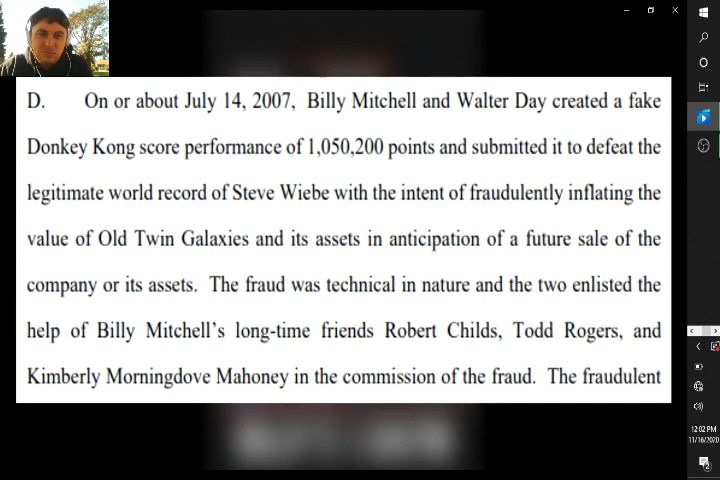 D. On or about July 14, 2007, Billy Mitchell and Walter Day created a fake
Donkey Kong score performance of 1,050,200 points and submitted it to defeat the
legitimate world record of Steve Wiebe with the intent of fraudulently inflating the
value of Old Twin Galaxies and its assets in anticipation of a future sale of the
company or its assets. The fraud was technical in nature and the two enlisted the
help of Billy Mitchell's long-time friends Robert Childs, Todd Rogers, and
Kimberly Morningdove Mahoney in the commission of the fraud. The fraudulent
12:02 PM
11/16/2020
2